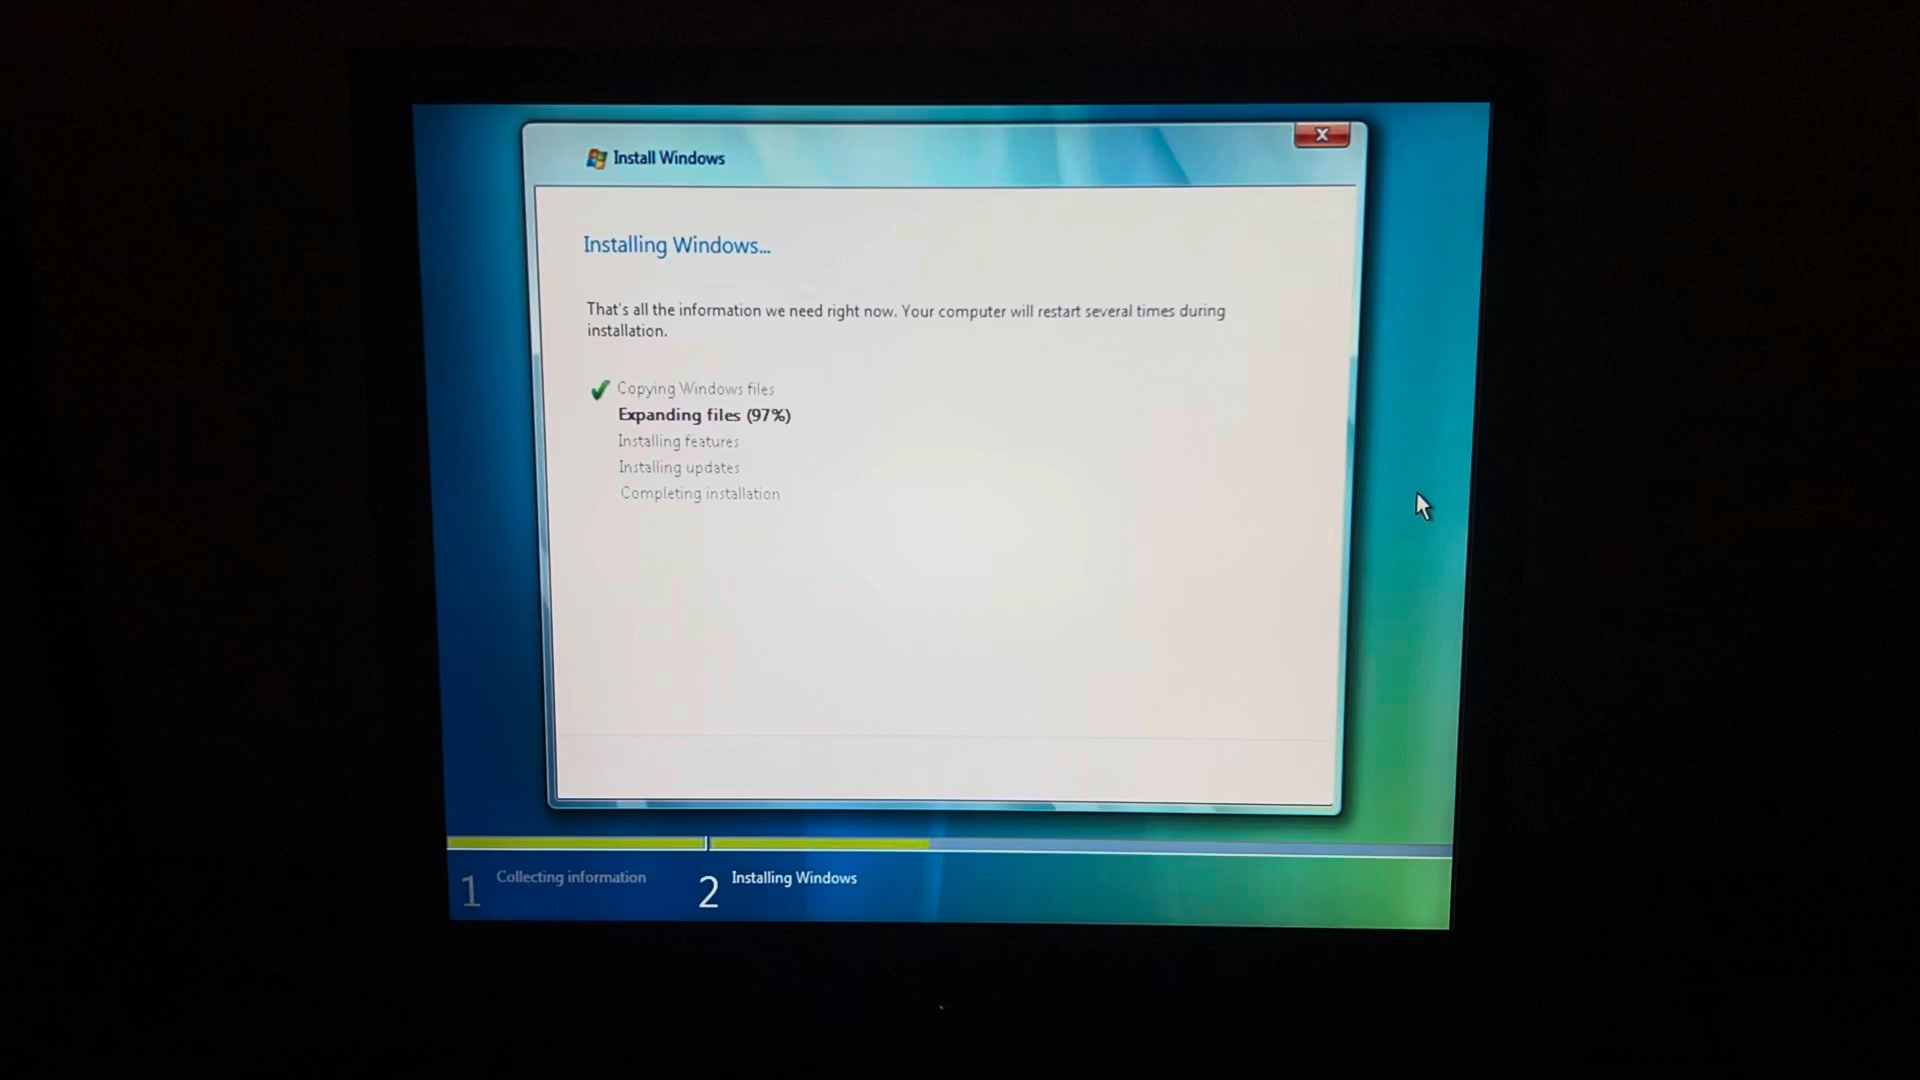 Install Windows
Installing Windows...
That's all the information we need right now. Your computer will restart several times during
installation.
Copying Windows files
Expanding files (97%)
Installing features
Installing updates
Completing installation
1 Collecting information
2 Installing Windows